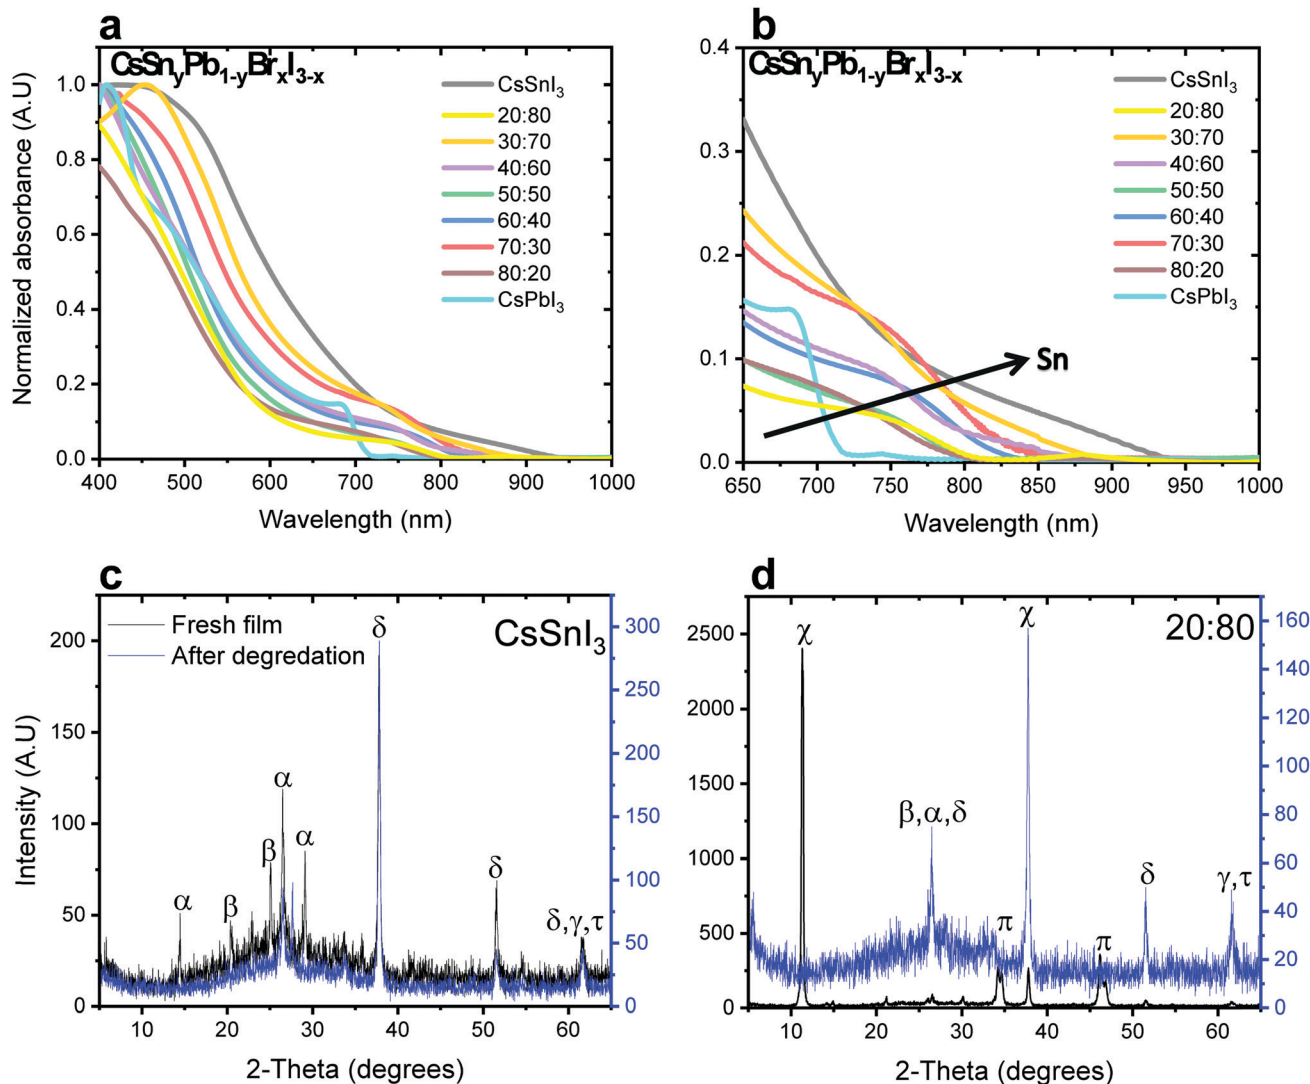 a
CsSnyPb1-yBrxI3-x
Normalized absorbance (A.U)
1.0
0.8
0.6
0.4
0.2
0.0
CsSnI3
20:80
30:70
40:60
50:50
60:40
70:30
80:20
CsPbI3
400 500 600 700 800 900 1000
Wavelength (nm)
b
CsSnyPb1-yBrxI3-x
0.4
0.3
0.2
0.1
0.0
CsSnI3
20:80
30:70
40:60
50:50
60:40
70:30
80:20
CsPbI3
Sn
650 700 750 800 850 900 950 1000
Wavelength (nm)
c
Fresh film
After degredation
CsSnI3
Intensity (A.U)
200
150
100
50
0
300
250
200
150
100
50
0
α β β α α δ δ δ,γ,τ
10 20 30 40 50 60
2-Theta (degrees)
d
20:80
2500
2000
1500
1000
500
0
160
140
120
100
80
60
40
20
0
χ β,α,δ π χ π δ γ,τ
10 20 30 40 50 60
2-Theta (degrees)